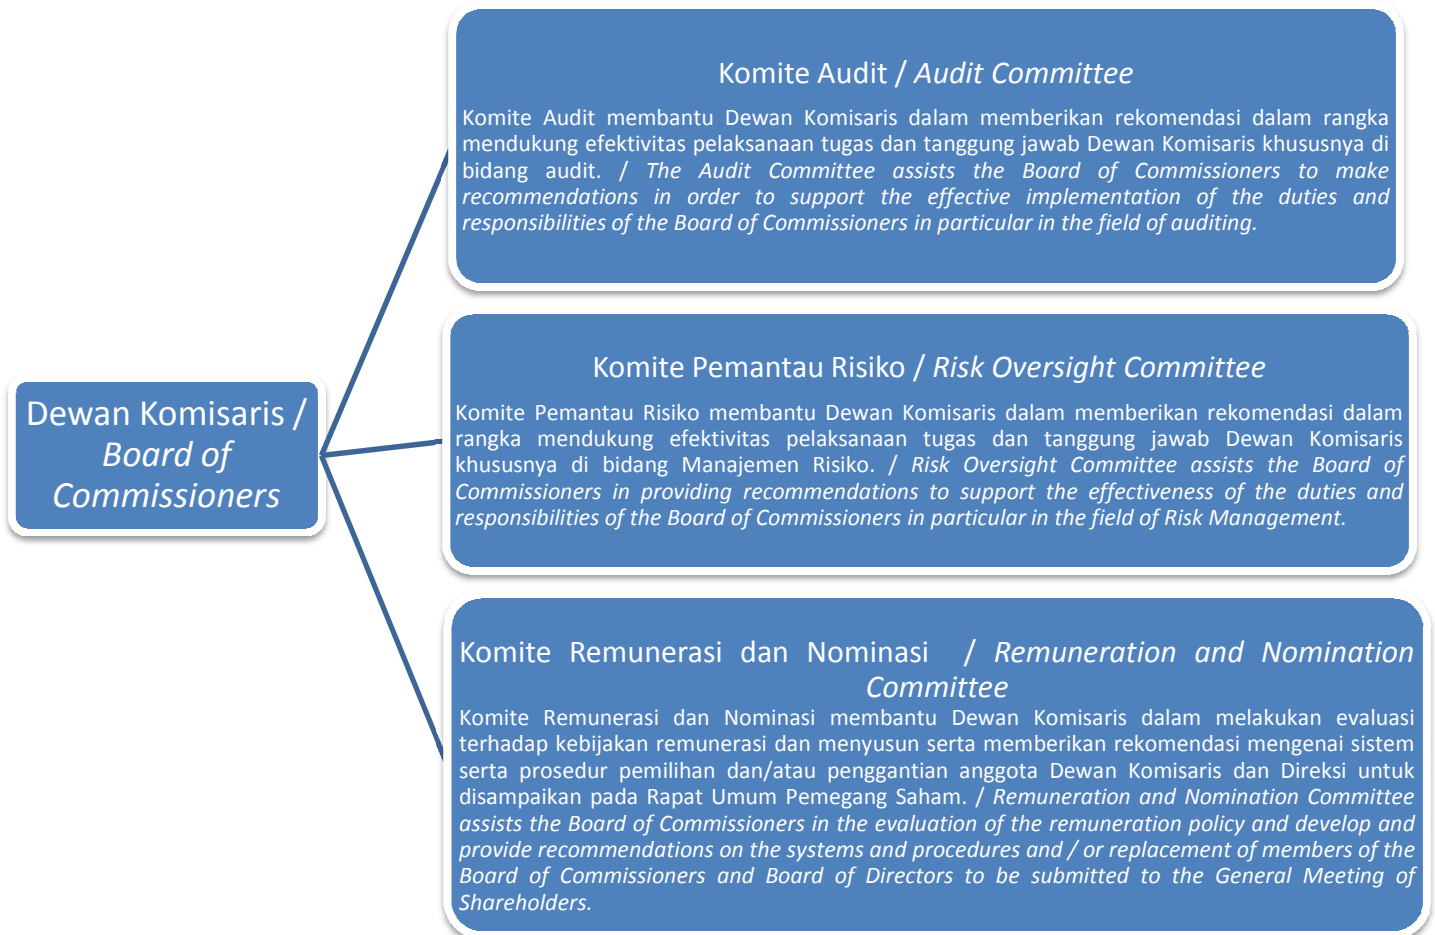 Komite Audit / Audit Committee
Komite Audit membantu Dewan Komisaris dalam memberikan rekomendasi dalam rangka
mendukung efektivitas pelaksanaan tugas dan tanggung jawab Dewan Komisaris khususnya di
bidang audit. / The Audit Committee assists the Board of Commissioners to make
recommendations in order to support the effective implementation of the duties and
responsibilities of the Board of Commissioners in particular in the field of auditing.
Dewan Komisaris /
Board of
Commissioners
Komite Pemantau Risiko / Risk Oversight Committee
Komite Pemantau Risiko membantu Dewan Komisaris dalam memberikan rekomendasi dalam
rangka mendukung efektivitas pelaksanaan tugas dan tanggung jawab Dewan Komisaris
khususnya di bidang Manajemen Risiko. / Risk Oversight Committee assists the Board of
Commissioners in providing recommendations to support the effectiveness of the duties and
responsibilities of the Board of Commissioners in particular in the field of Risk Management.
Komite Remunerasi dan Nominasi / Remuneration and Nomination
Committee
Komite Remunerasi dan Nominasi membantu Dewan Komisaris dalam melakukan evaluasi
terhadap kebijakan remunerasi dan menyusun serta memberikan rekomendasi mengenai sistem
serta prosedur pemilihan dan/atau penggantian anggota Dewan Komisaris dan Direksi untuk
disampaikan pada Rapat Umum Pemegang Saham. / Remuneration and Nomination Committee
assists the Board of Commissioners in the evaluation of the remuneration policy and develop and
provide recommendations on the systems and procedures and / or replacement of members of the
Board of Commissioners and Board of Directors to be submitted to the General Meeting of
Shareholders.